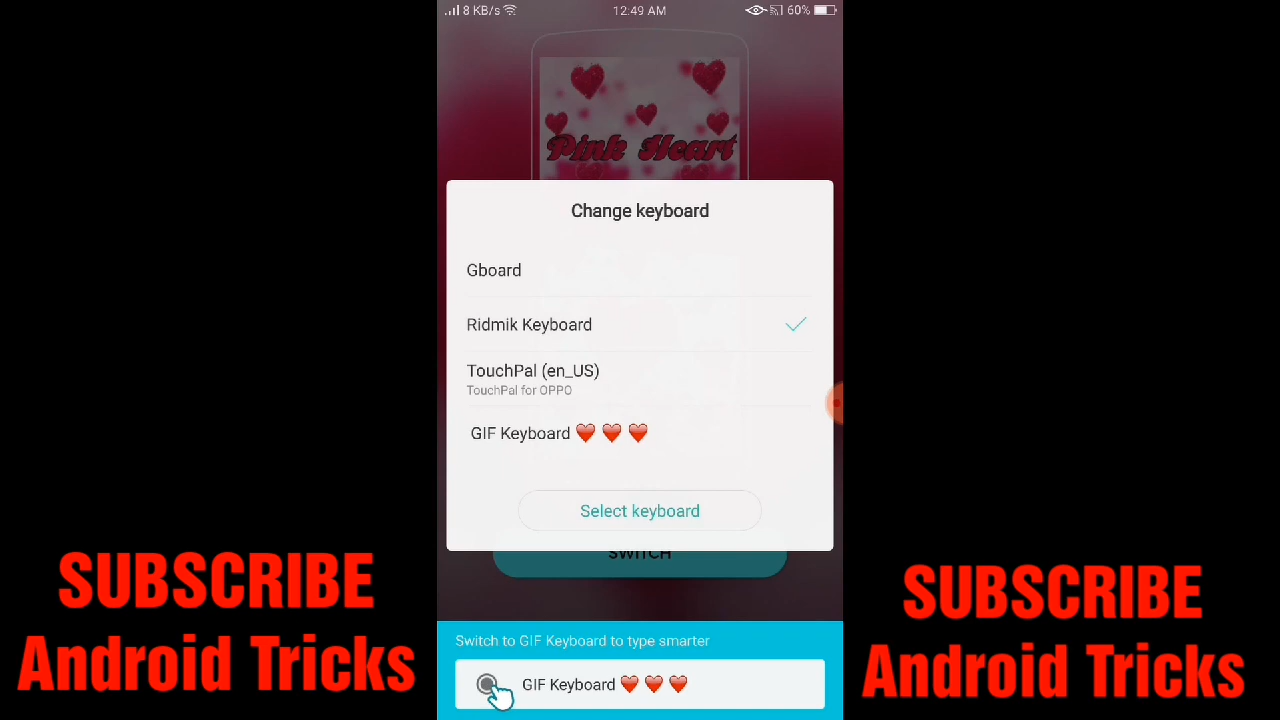 8 KB/s 12:49 AM 60%
Pink Heart
Change keyboard
Gboard
Ridmik Keyboard
TouchPal (en_US)
TouchPal for OPPO
GIF Keyboard ❤️ ❤️ ❤️
Select keyboard
SWITCH
Switch to GIF Keyboard to type smarter
GIF Keyboard ❤️ ❤️ ❤️
SUBSCRIBE
Android Tricks
SUBSCRIBE
Android Tricks